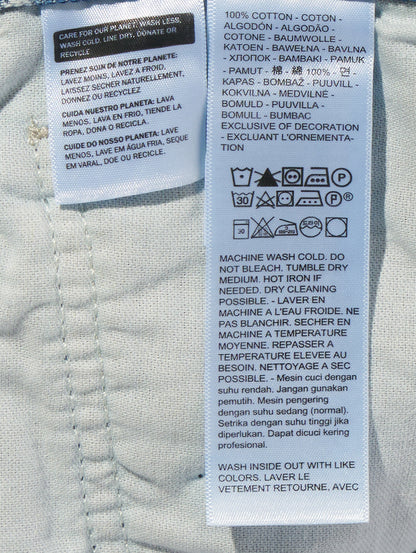 CARE FOR OUR PLANET: WASH LESS,
WASH COLD, LINE DRY, DONATE OR
RECYCLE
PRENEZ SOIN DE NOTRE PLANETE:
LAVEZ MOINS, LAVEZ A FROID,
LAISSEZ SECHER NATURELLEMENT,
DONNEZ OU RECYCLEZ
CUIDA NUESTRO PLANETA: LAVA
MENOS, LAVA EN FRIO, TIENDE LA
ROPA, DONA O RECICLA.
CUIDE DO NOSSO PLANETA: LAVE
MENOS, LAVE EM ÁGUA FRIA, SEQUE
EM VARAL, DOE OU RECICLE.
100% COTTON - COTON -
ALGODÓN - ALGODÃO -
COTONE - BAUMWOLLE -
KATOEN - BAWEŁNA - BAVLNA
- ХЛОПОК - BAMBAKI - PAMUK
- PAMUT - 棉 - 綿 100% - 면
- KAPAS - BOMBAŽ - PUUVILL -
KOKVILNA - MEDVILNĖ -
BOMULD - PUUVILLA -
BOMULL - BUMBAC
EXCLUSIVE OF DECORATION
- EXCLUANT L'ORNEMENTA-
TION
P
30 P
30
MACHINE WASH COLD. DO
NOT BLEACH. TUMBLE DRY
MEDIUM. HOT IRON IF
NEEDED. DRY CLEANING
POSSIBLE. - LAVER EN
MACHINE A L'EAU FROIDE. NE
PAS BLANCHIR. SECHER EN
MACHINE A TEMPERATURE
MOYENNE. REPASSER A
TEMPERATURE ELEVEE AU
BESOIN. NETTOYAGE A SEC
POSSIBLE. - Mesin cuci dengan
suhu rendah. Jangan gunakan
pemutih. Mesin pengering
dengan suhu sedang (normal).
Setrika dengan suhu tinggi jika
diperlukan. Dapat dicuci kering
profesional.
WASH INSIDE OUT WITH LIKE
COLORS. LAVER LE
VETEMENT RETOURNE, AVEC